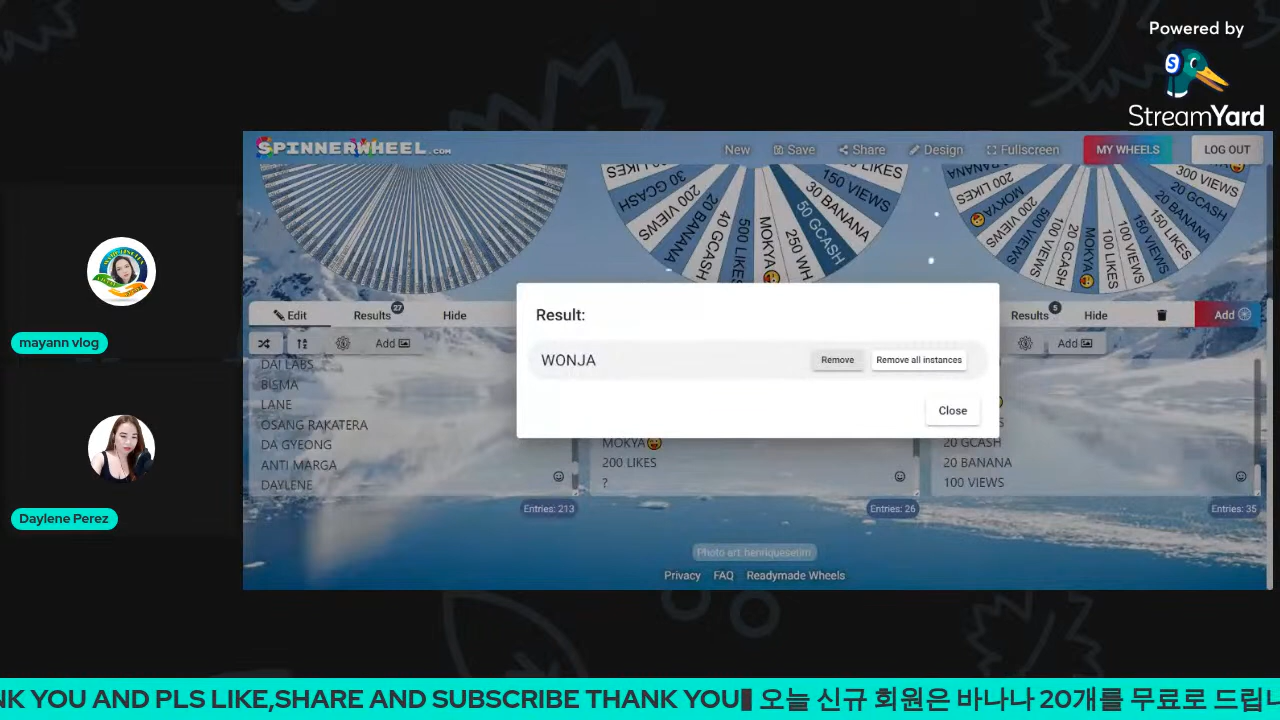 Powered by
StreamYard
SPINNERWHEEL.COM
New
Save
Share
Design
Fullscreen
MY WHEELS
LOG OUT
30 GCASH
200 VIEWS
20 BANANA
40 GCASH
500 LIKES
MOKYA
250 WH
50 GCASH
30 BANANA
150 VIEWS
LIKES
BANANA
200 LIKES
MOKYA
200 VIEWS
500 VIEWS
100 VIEWS
20 GCASH
MOKYA
100 LIKES
100 VIEWS
150 VIEWS
150 LIKES
20 BANANA
20 GCASH
300 VIEWS
Edit
Results 27
Hide
Results 5
Hide
Add
Add
Add
DAI LABS
BISMA
LANE
OSANG RAKATERA
DA GYEONG
ANTI MARGA
DAYLENE
Entries: 213
Result:
WONJA
Remove
Remove all instances
Close
MOKYA
200 LIKES
?
Entries: 26
20 GCASH
20 BANANA
100 VIEWS
Entries: 35
Photo art: henriquesetim
Privacy
FAQ
Readymade Wheels
mayann vlog
Daylene Perez
NK YOU AND PLS LIKE,SHARE AND SUBSCRIBE THANK YOU 오늘 신규 회원은 바나나 20개를 무료로 드립니